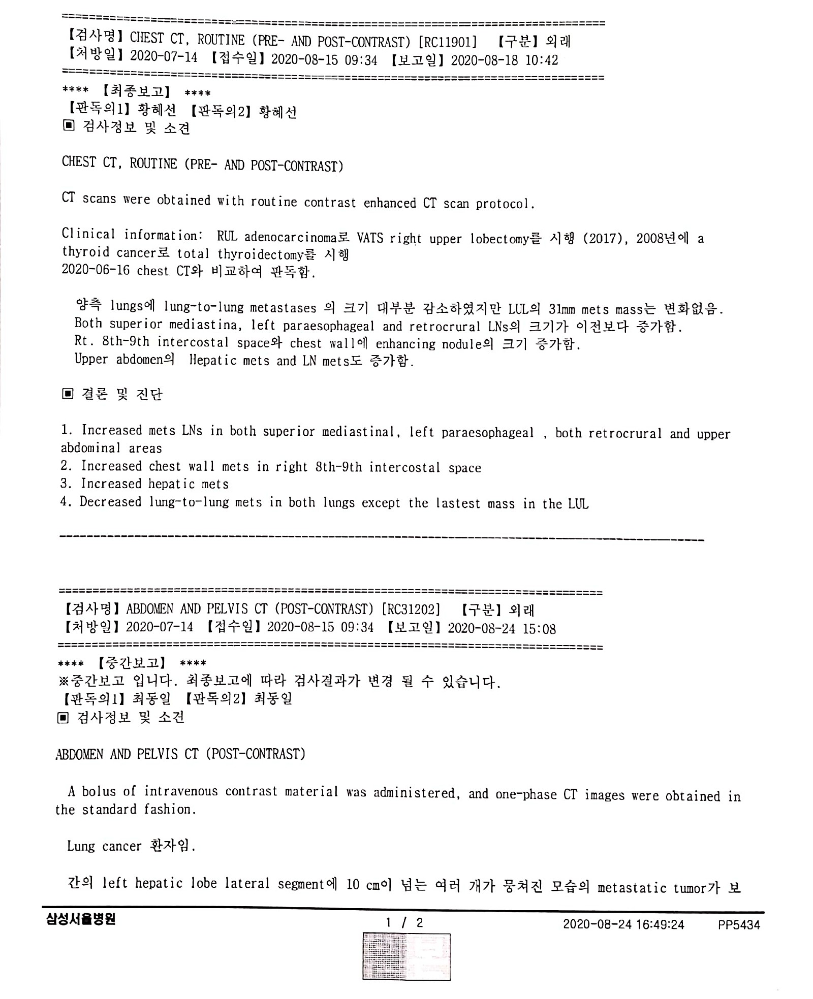 ================================================================================
【검사명】CHEST CT, ROUTINE (PRE- AND POST-CONTRAST) [RC11901] 【구분】외래
【처방일】2020-07-14 【접수일】2020-08-15 09:34 【보고일】2020-08-18 10:42
================================================================================
**** 【최종보고】 ****
【판독의1】황혜선 【판독의2】황혜선
▣ 검사정보 및 소견
CHEST CT, ROUTINE (PRE- AND POST-CONTRAST)
CT scans were obtained with routine contrast enhanced CT scan protocol.
Clinical information: RUL adenocarcinoma로 VATS right upper lobectomy를 시행 (2017), 2008년에 a
thyroid cancer로 total thyroidectomy를 시행
2020-06-16 chest CT와 비교하여 판독함.
양측 lungs에 lung-to-lung metastases 의 크기 대부분 감소하였지만 LUL의 31mm mets mass는 변화없음.
Both superior mediastina, left paraesophageal and retrocrural LNs의 크기가 이전보다 증가함.
Rt. 8th-9th intercostal space와 chest wall에 enhancing nodule의 크기 증가함.
Upper abdomen의 Hepatic mets and LN mets도 증가함.
▣ 결론 및 진단
1. Increased mets LNs in both superior mediastinal, left paraesophageal , both retrocrural and upper
abdominal areas
2. Increased chest wall mets in right 8th-9th intercostal space
3. Increased hepatic mets
4. Decreased lung-to-lung mets in both lungs except the lastest mass in the LUL
--------------------------------------------------------------------------------
================================================================================
【검사명】ABDOMEN AND PELVIS CT (POST-CONTRAST) [RC31202] 【구분】외래
【처방일】2020-07-14 【접수일】2020-08-15 09:34 【보고일】2020-08-24 15:08
================================================================================
**** 【중간보고】 ****
※중간보고 입니다. 최종보고에 따라 검사결과가 변경 될 수 있습니다.
【판독의1】최동일 【판독의2】최동일
▣ 검사정보 및 소견
ABDOMEN AND PELVIS CT (POST-CONTRAST)
A bolus of intravenous contrast material was administered, and one-phase CT images were obtained in
the standard fashion.
Lung cancer 환자임.
간의 left hepatic lobe lateral segment에 10 cm이 넘는 여러 개가 뭉쳐진 모습의 metastatic tumor가 보
삼성서울병원 1 / 2 2020-08-24 16:49:24 PP5434